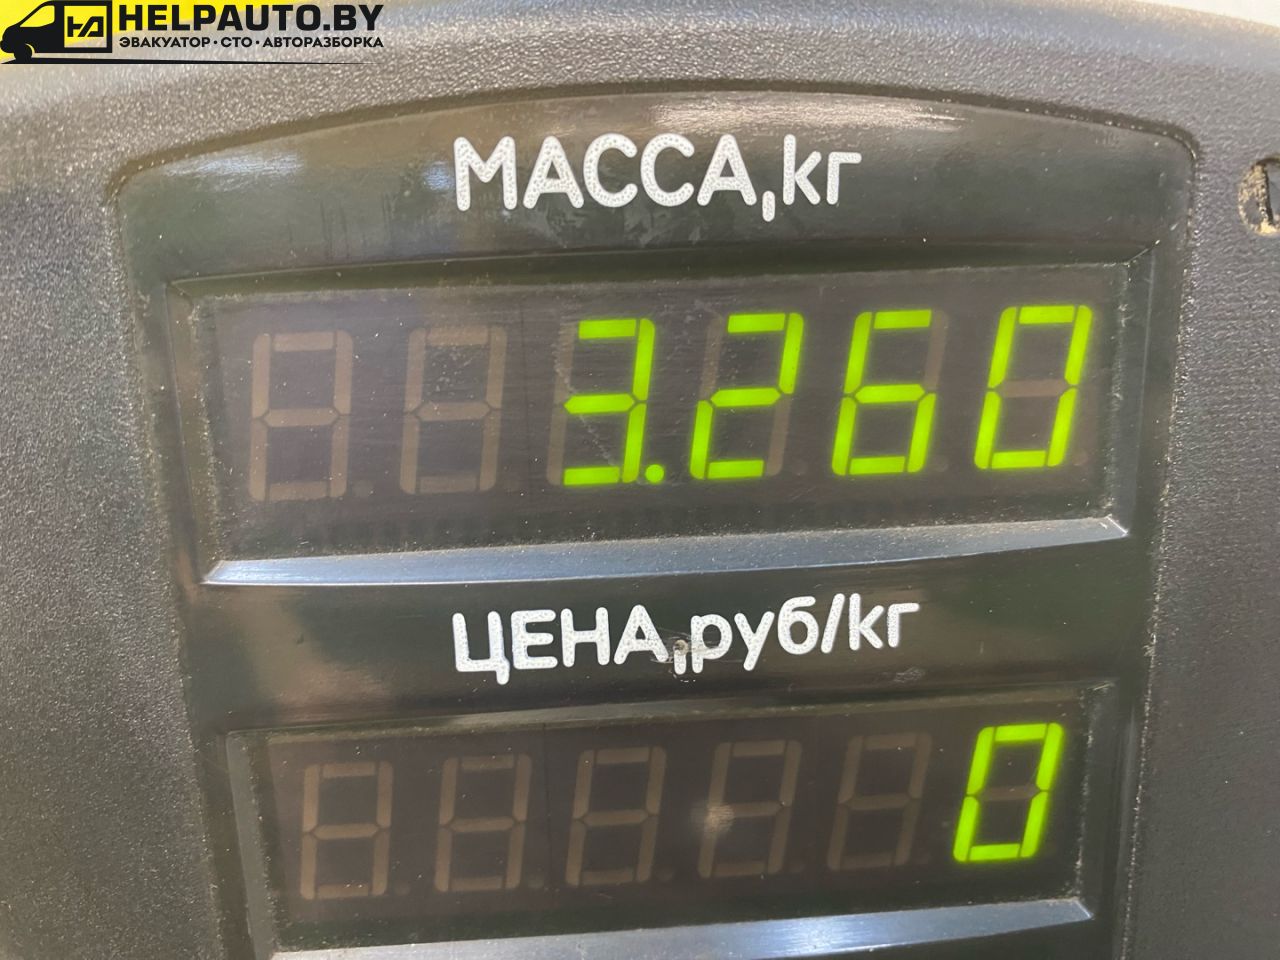 HELPAUTO.BY
ЭВАКУАТОР · СТО · АВТОРАЗБОРКА
МАССА,кг
3.260
ЦЕНА,руб/кг
0